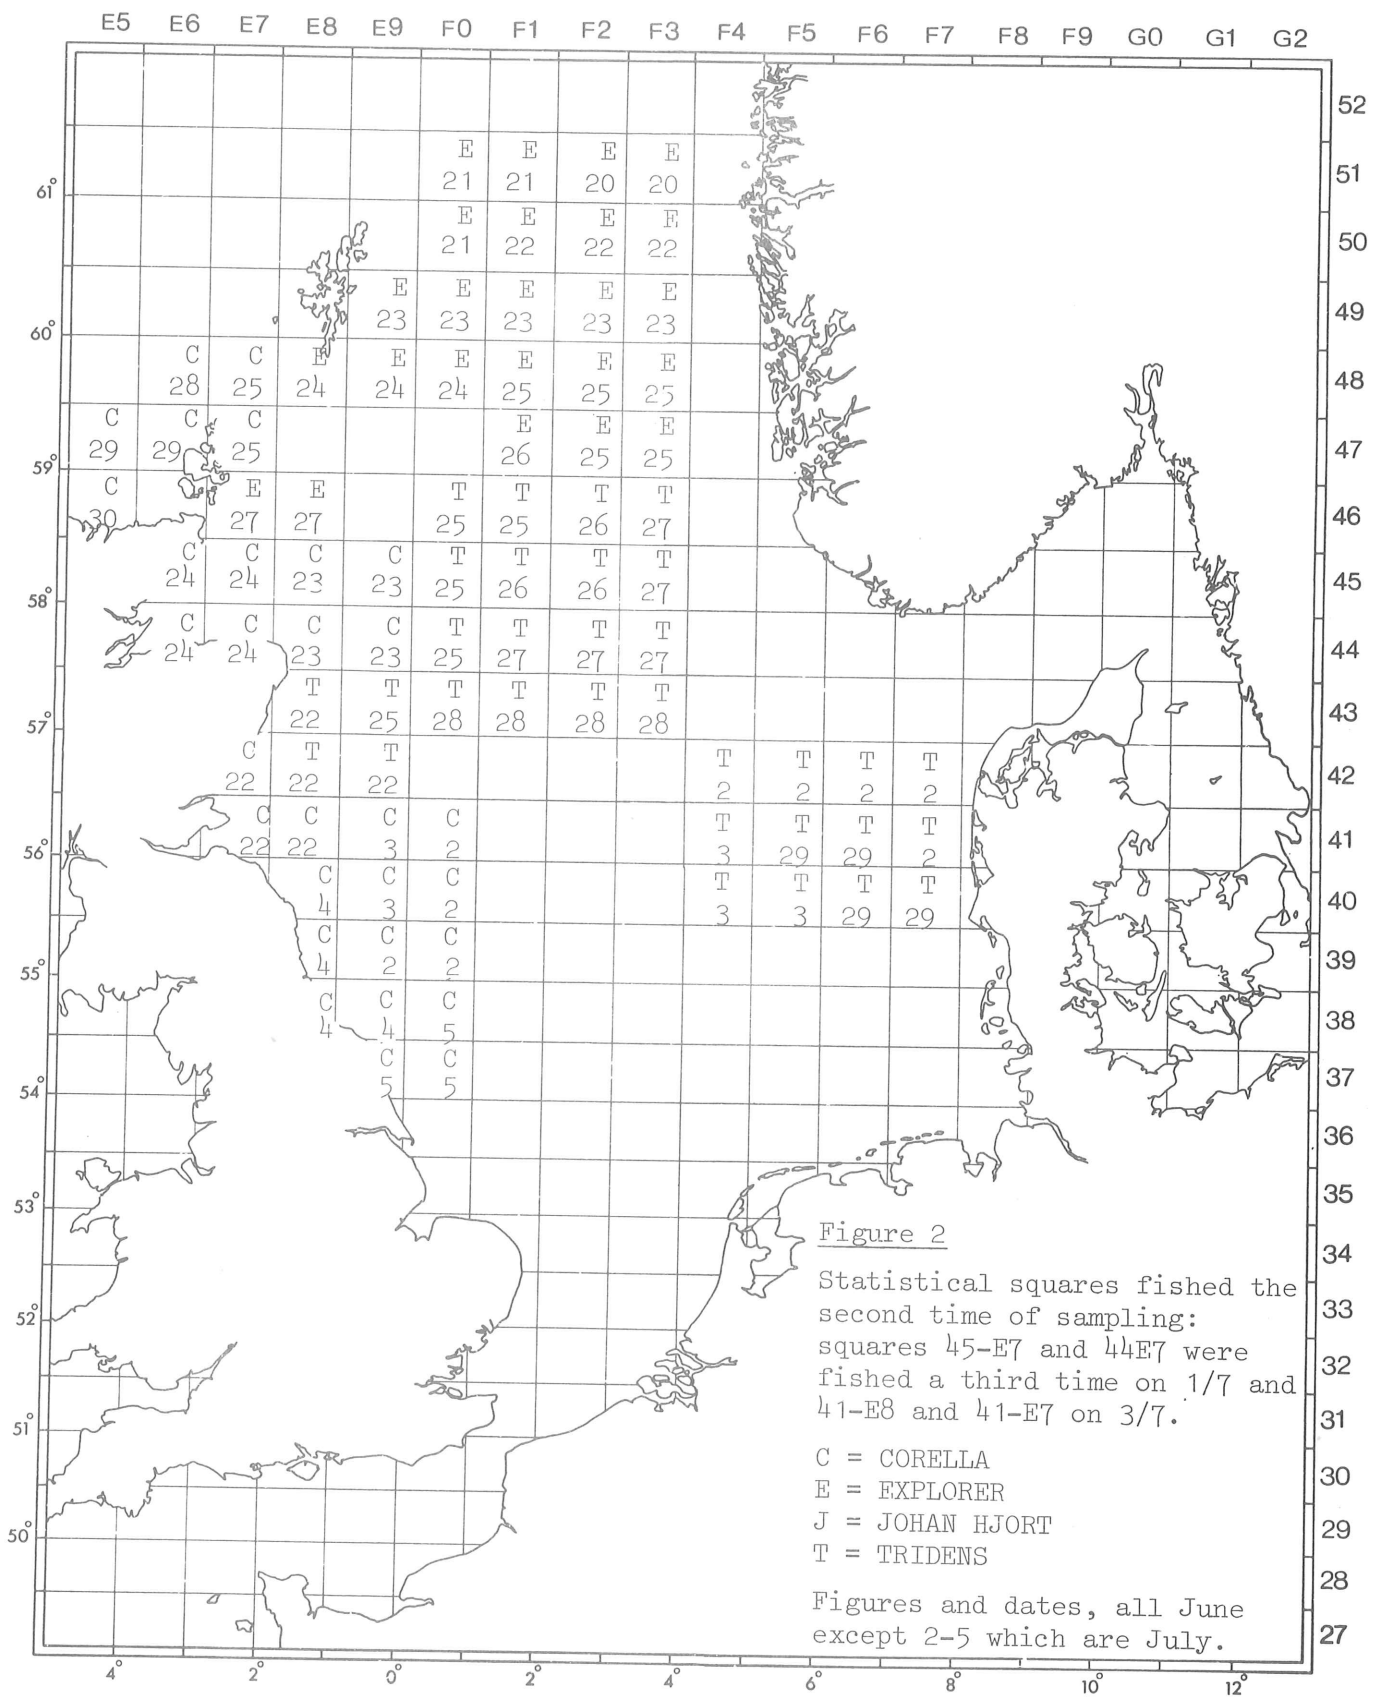 E5 E6 E7 E8 E9 F0 F1 F2 F3 F4 F5 F6 F7 F8 F9 G0 G1 G2
52
E E E E
51
21 21 20 20
61°
E E E E
50
21 22 22 22
E E E E E
49
23 23 23 23 23
60°
C C E E E E E E
48
28 25 24 24 24 25 25 25
C C C E E E
47
29 29 25 26 25 25
59°
C E E T T T T
46
30 27 27 25 25 26 27
C C C C T T T T
45
24 24 23 23 25 26 26 27
58°
C C C C T T T T
44
24 24 23 23 25 27 27 27
T T T T T T
43
22 25 28 28 28 28
57°
C T T T T T T
42
22 22 22 2 2 2 2
C C C C T T T T
41
22 22 3 2 3 29 29 2
56°
C C C T T T T
40
4 3 2 3 3 29 29
C C C
39
4 2 2
55°
C C C
38
4 4 5
C C
37
5 5
54°
36
35
53°
Figure 2
34
Statistical squares fished the
33
second time of sampling:
52°
squares 45-E7 and 44E7 were
32
fished a third time on 1/7 and
41-E8 and 41-E7 on 3/7.
31
51°
C = CORELLA
30
E = EXPLORER
J = JOHAN HJORT
29
50°
T = TRIDENS
28
Figures and dates, all June
except 2-5 which are July.
27
4° 2° 0° 2° 4° 6° 8° 10° 12°